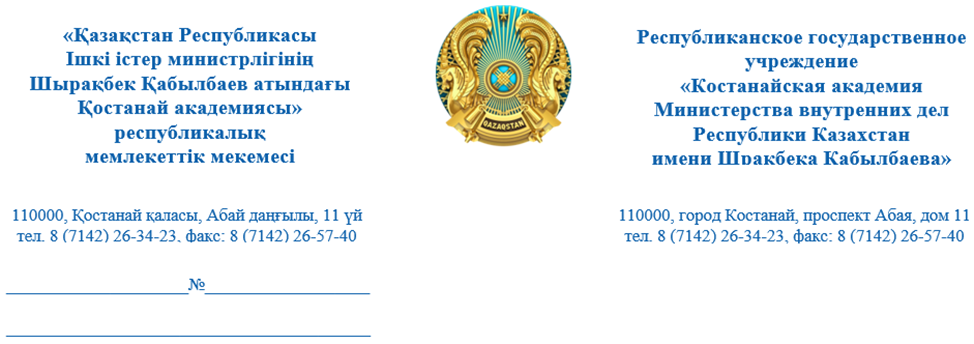 «Қазақстан Республикасы
Ішкі істер министрлігінің
Шырақбек Қабылбаев атындағы
Қостанай академиясы»
республикалық
мемлекеттік мекемесі
110000, Қостанай қаласы, Абай даңғылы, 11 үй
тел. 8 (7142) 26-34-23, факс: 8 (7142) 26-57-40
№
QAZAQSTAN
Республиканское государственное
учреждение
«Костанайская академия
Министерства внутренних дел
Республики Казахстан
имени Шракбека Кабылбаева»
110000, город Костанай, проспект Абая, дом 11
тел. 8 (7142) 26-34-23, факс: 8 (7142) 26-57-40